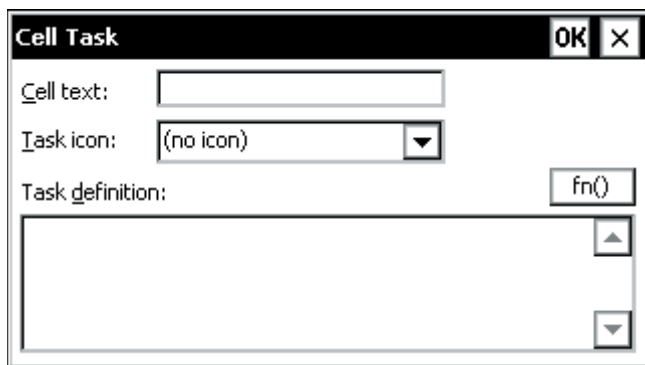 Cell Task OK ×
Cell text:
Task icon: (no icon)
Task definition: fn()